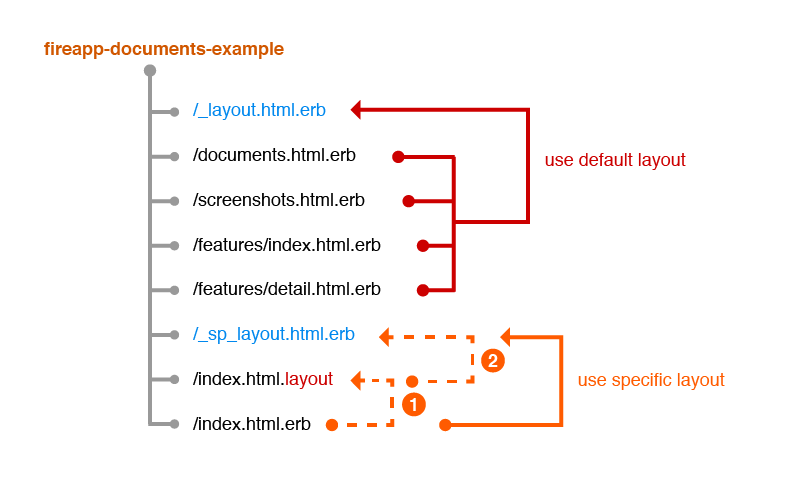 fireapp-documents-example
/_layout.html.erb
/documents.html.erb
use default layout
/screenshots.html.erb
/features/index.html.erb
/features/detail.html.erb
/_sp_layout.html.erb
2
/index.html.layout
use specific layout
1
/index.html.erb